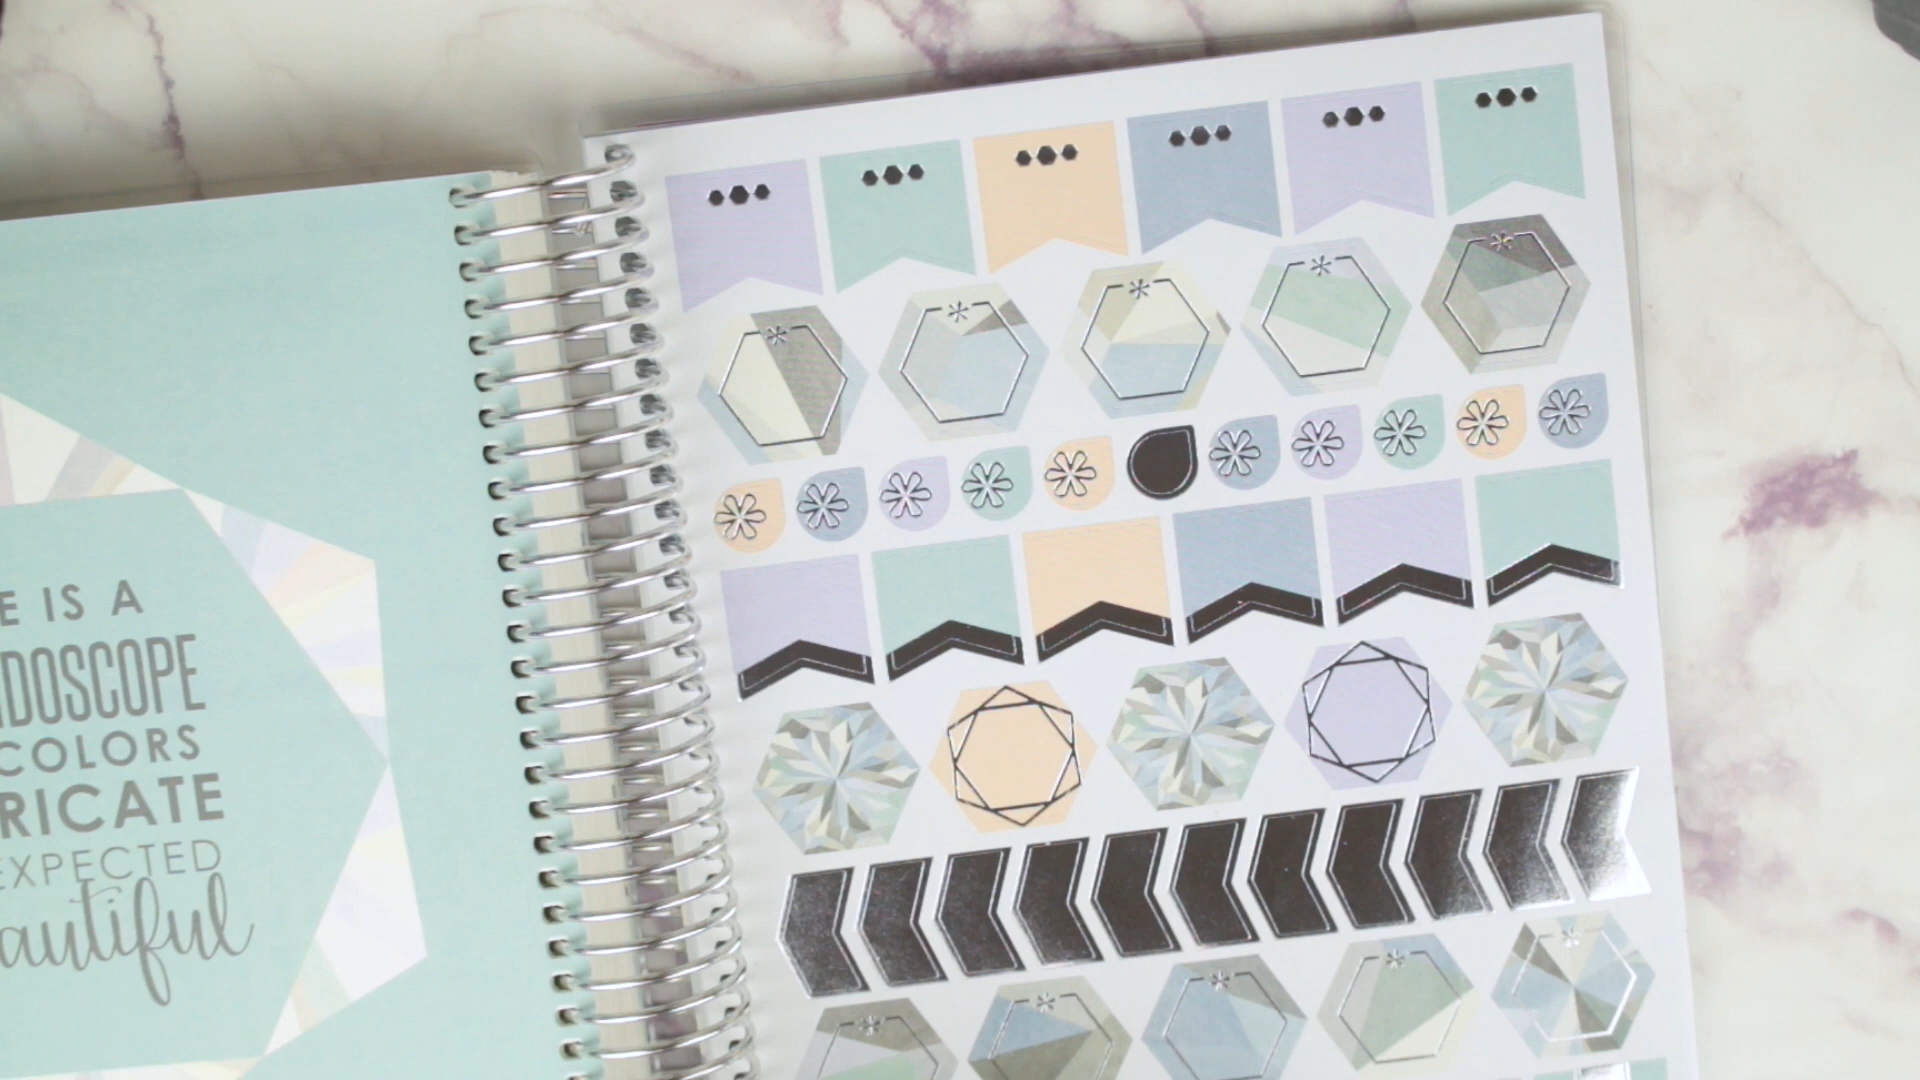 E IS A
IDOSCOPE
COLORS
RICATE
EXPECTED
autiful